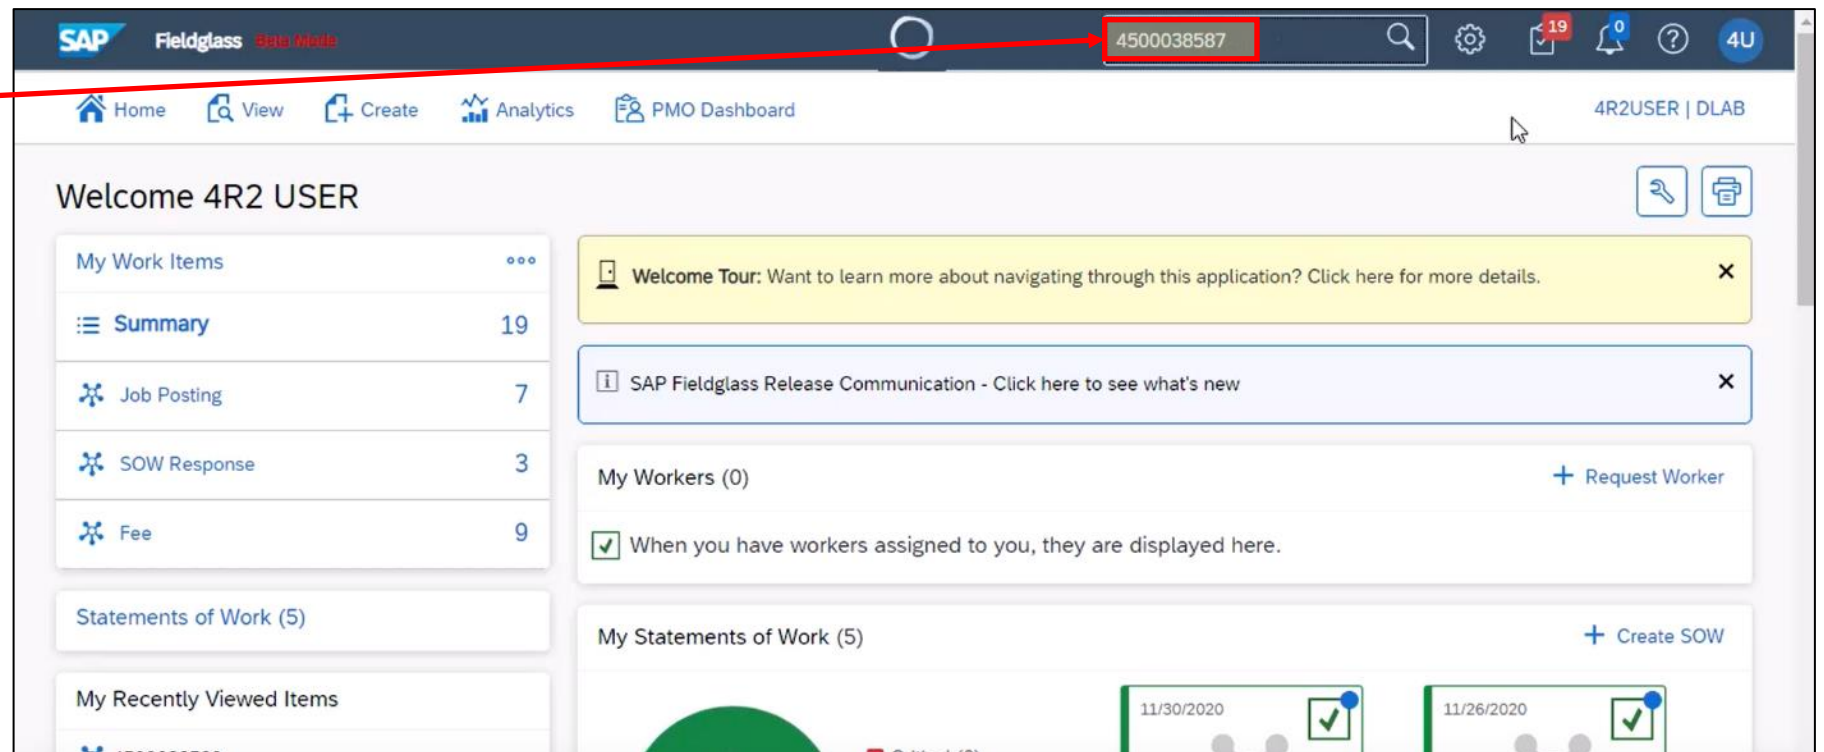 SAP Fieldglass Beta Mode
4500038587
19
0
4U
Home View Create Analytics PMO Dashboard
4R2USER | DLAB
Welcome 4R2 USER
My Work Items
Summary 19
Job Posting 7
SOW Response 3
Fee 9
Statements of Work (5)
My Recently Viewed Items
Welcome Tour: Want to learn more about navigating through this application? Click here for more details.
SAP Fieldglass Release Communication - Click here to see what's new
My Workers (0)
+ Request Worker
When you have workers assigned to you, they are displayed here.
My Statements of Work (5)
+ Create SOW
11/30/2020
11/26/2020